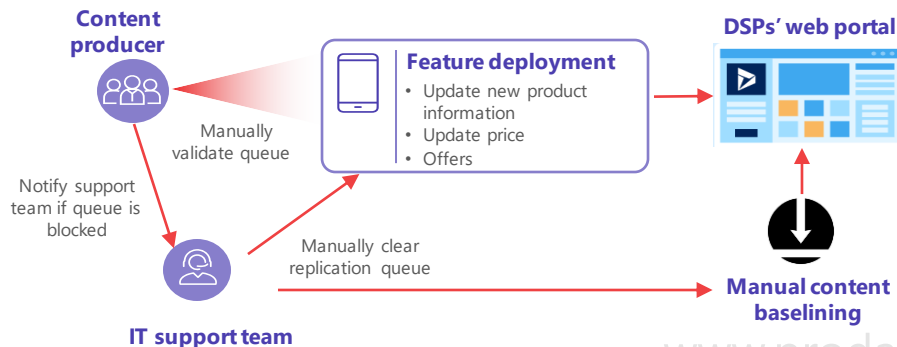 Content
producer
DSPs' web portal
Feature deployment
• Update new product
information
• Update price
• Offers
Manually
validate queue
Notify support
team if queue is
blocked
Manually clear
replication queue
Manual content
baselining
IT support team